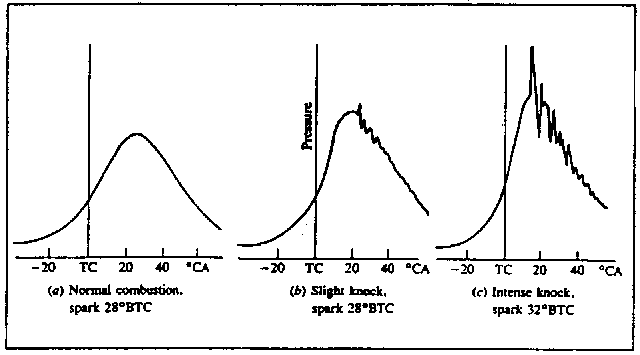 Pressure
-20 TC 20 40 °CA
-20 TC 20 40 °CA
-20 TC 20 40 °CA
(a) Normal combustion,
spark 28°BTC
(b) Slight knock,
spark 28°BTC
(c) Intense knock,
spark 32°BTC